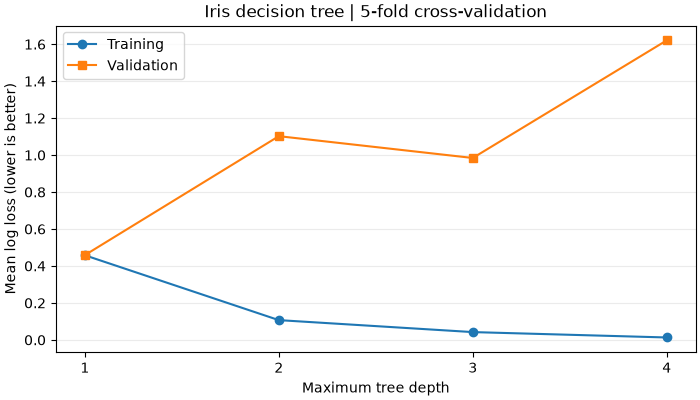 Iris decision tree | 5-fold cross-validation
Training
Validation
Mean log loss (lower is better)
1.6
1.4
1.2
1.0
0.8
0.6
0.4
0.2
0.0
1 2 3 4
Maximum tree depth